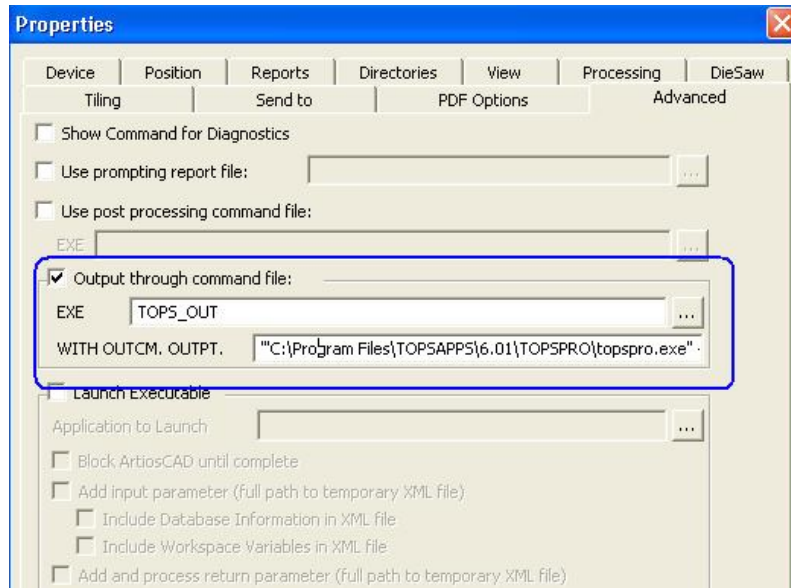 Properties
Device Position Reports Directories View Processing DieSaw
Tiling Send to PDF Options Advanced
Show Command for Diagnostics
Use prompting report file: ...
Use post processing command file:
EXE ...
Output through command file:
EXE TOPS_OUT ...
WITH OUTCM. OUTPT. "'C:\Program Files\TOPSAPPS\6.01\TOPSPRO\topspro.exe" -
Launch Executable
Application to Launch ...
Block ArtiosCAD until complete
Add input parameter (full path to temporary XML file)
Include Database Information in XML file
Include Workspace Variables in XML file
Add and process return parameter (full path to temporary XML file)